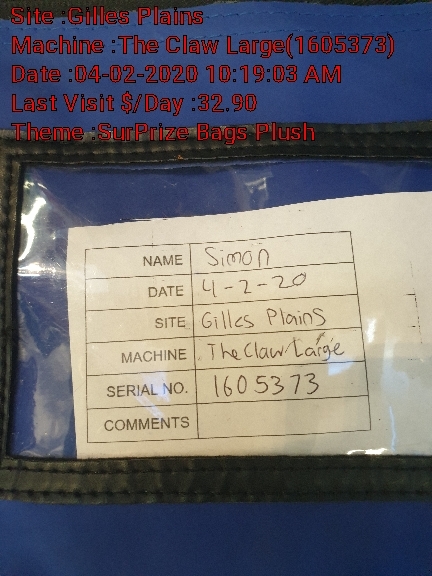 Site :Gilles Plains
Machine :The Claw Large(1605373)
Date :04-02-2020 10:19:03 AM
Last Visit $/Day :32.90
Theme :SurPrize Bags Plush
NAME Simon
DATE 4-2-20
SITE Gilles Plains
MACHINE The Claw Large
SERIAL NO. 1605373
COMMENTS